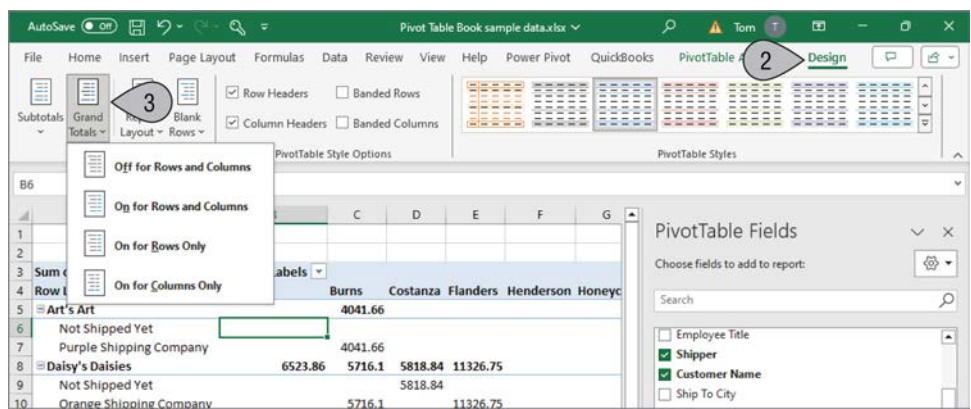 AutoSave Off Pivot Table Book sample data.xlsx Tom T
File Home Insert Page Layout Formulas Data Review View Help Power Pivot QuickBooks PivotTable A 2 Design
Subtotals Grand Totals 3 Layout Blank Rows
Row Headers Banded Rows
Column Headers Banded Columns
PivotTable Style Options PivotTable Styles
Off for Rows and Columns
On for Rows and Columns
On for Rows Only
On for Columns Only
B6
C D E F G
1
2
3 Sum
4 Row Burns Costanza Flanders Henderson Honeyc
5 Art's Art 4041.66
6 Not Shipped Yet
7 Purple Shipping Company 4041.66
8 Daisy's Daisies 6523.86 5716.1 5818.84 11326.75
9 Not Shipped Yet 5818.84
10 Orange Shipping Company 5716.1 11326.75
PivotTable Fields
Choose fields to add to report:
Search
Employee Title
Shipper
Customer Name
Ship To City